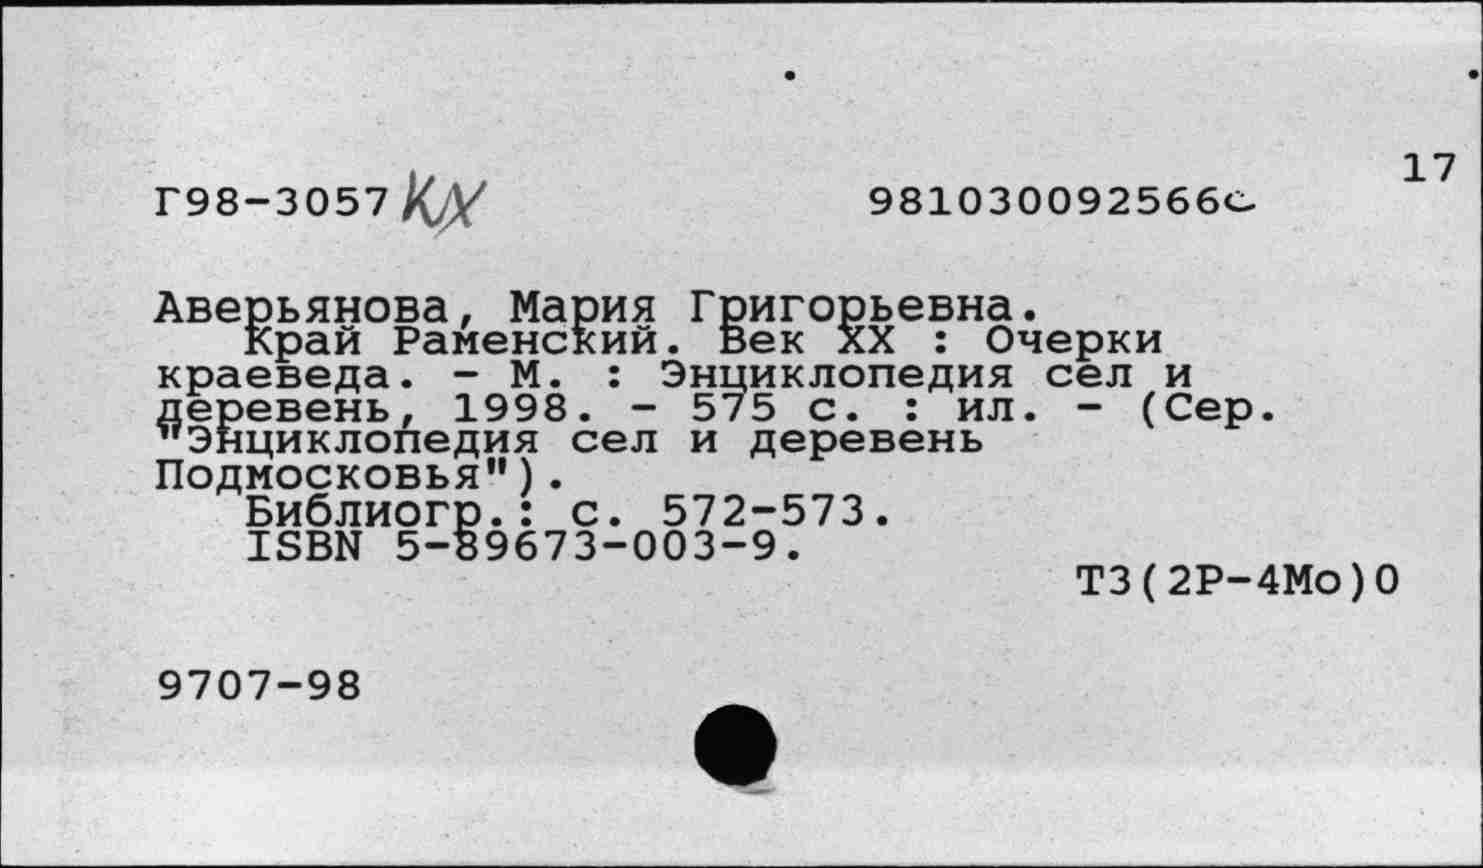 17
Г98-3057 КХ 981030092566с
Аверьянова, Мария Григорьевна.
Край Раменский. Век XX : Очерки
краеведа. - М. : Энциклопедия сел и
деревень, 1998. - 575 с. : ил. - (Сер.
"Энциклопедия сел и деревень
Подмосковья").
Библиогр.: с. 572-573.
ISBN 5-89673-003-9.
Т3(2Р-4Мо)0
9707-98